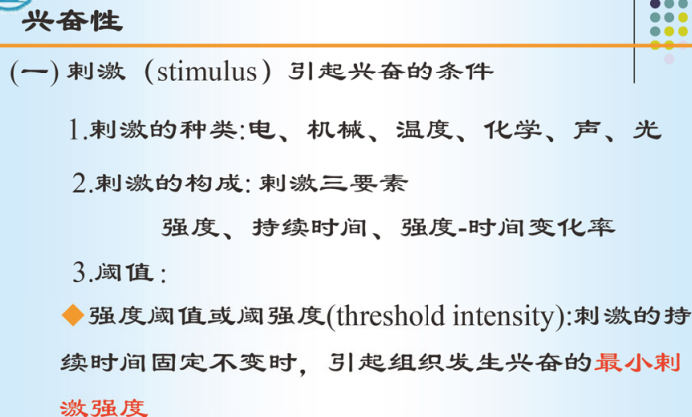 兴奋性
(一) 刺激（stimulus）引起兴奋的条件
1.刺激的种类:电、机械、温度、化学、声、光
2.刺激的构成: 刺激三要素
强度、持续时间、强度-时间变化率
3.阈值:
◆强度阈值或阈强度(threshold intensity):刺激的持
续时间固定不变时，引起组织发生兴奋的最小刺
激强度